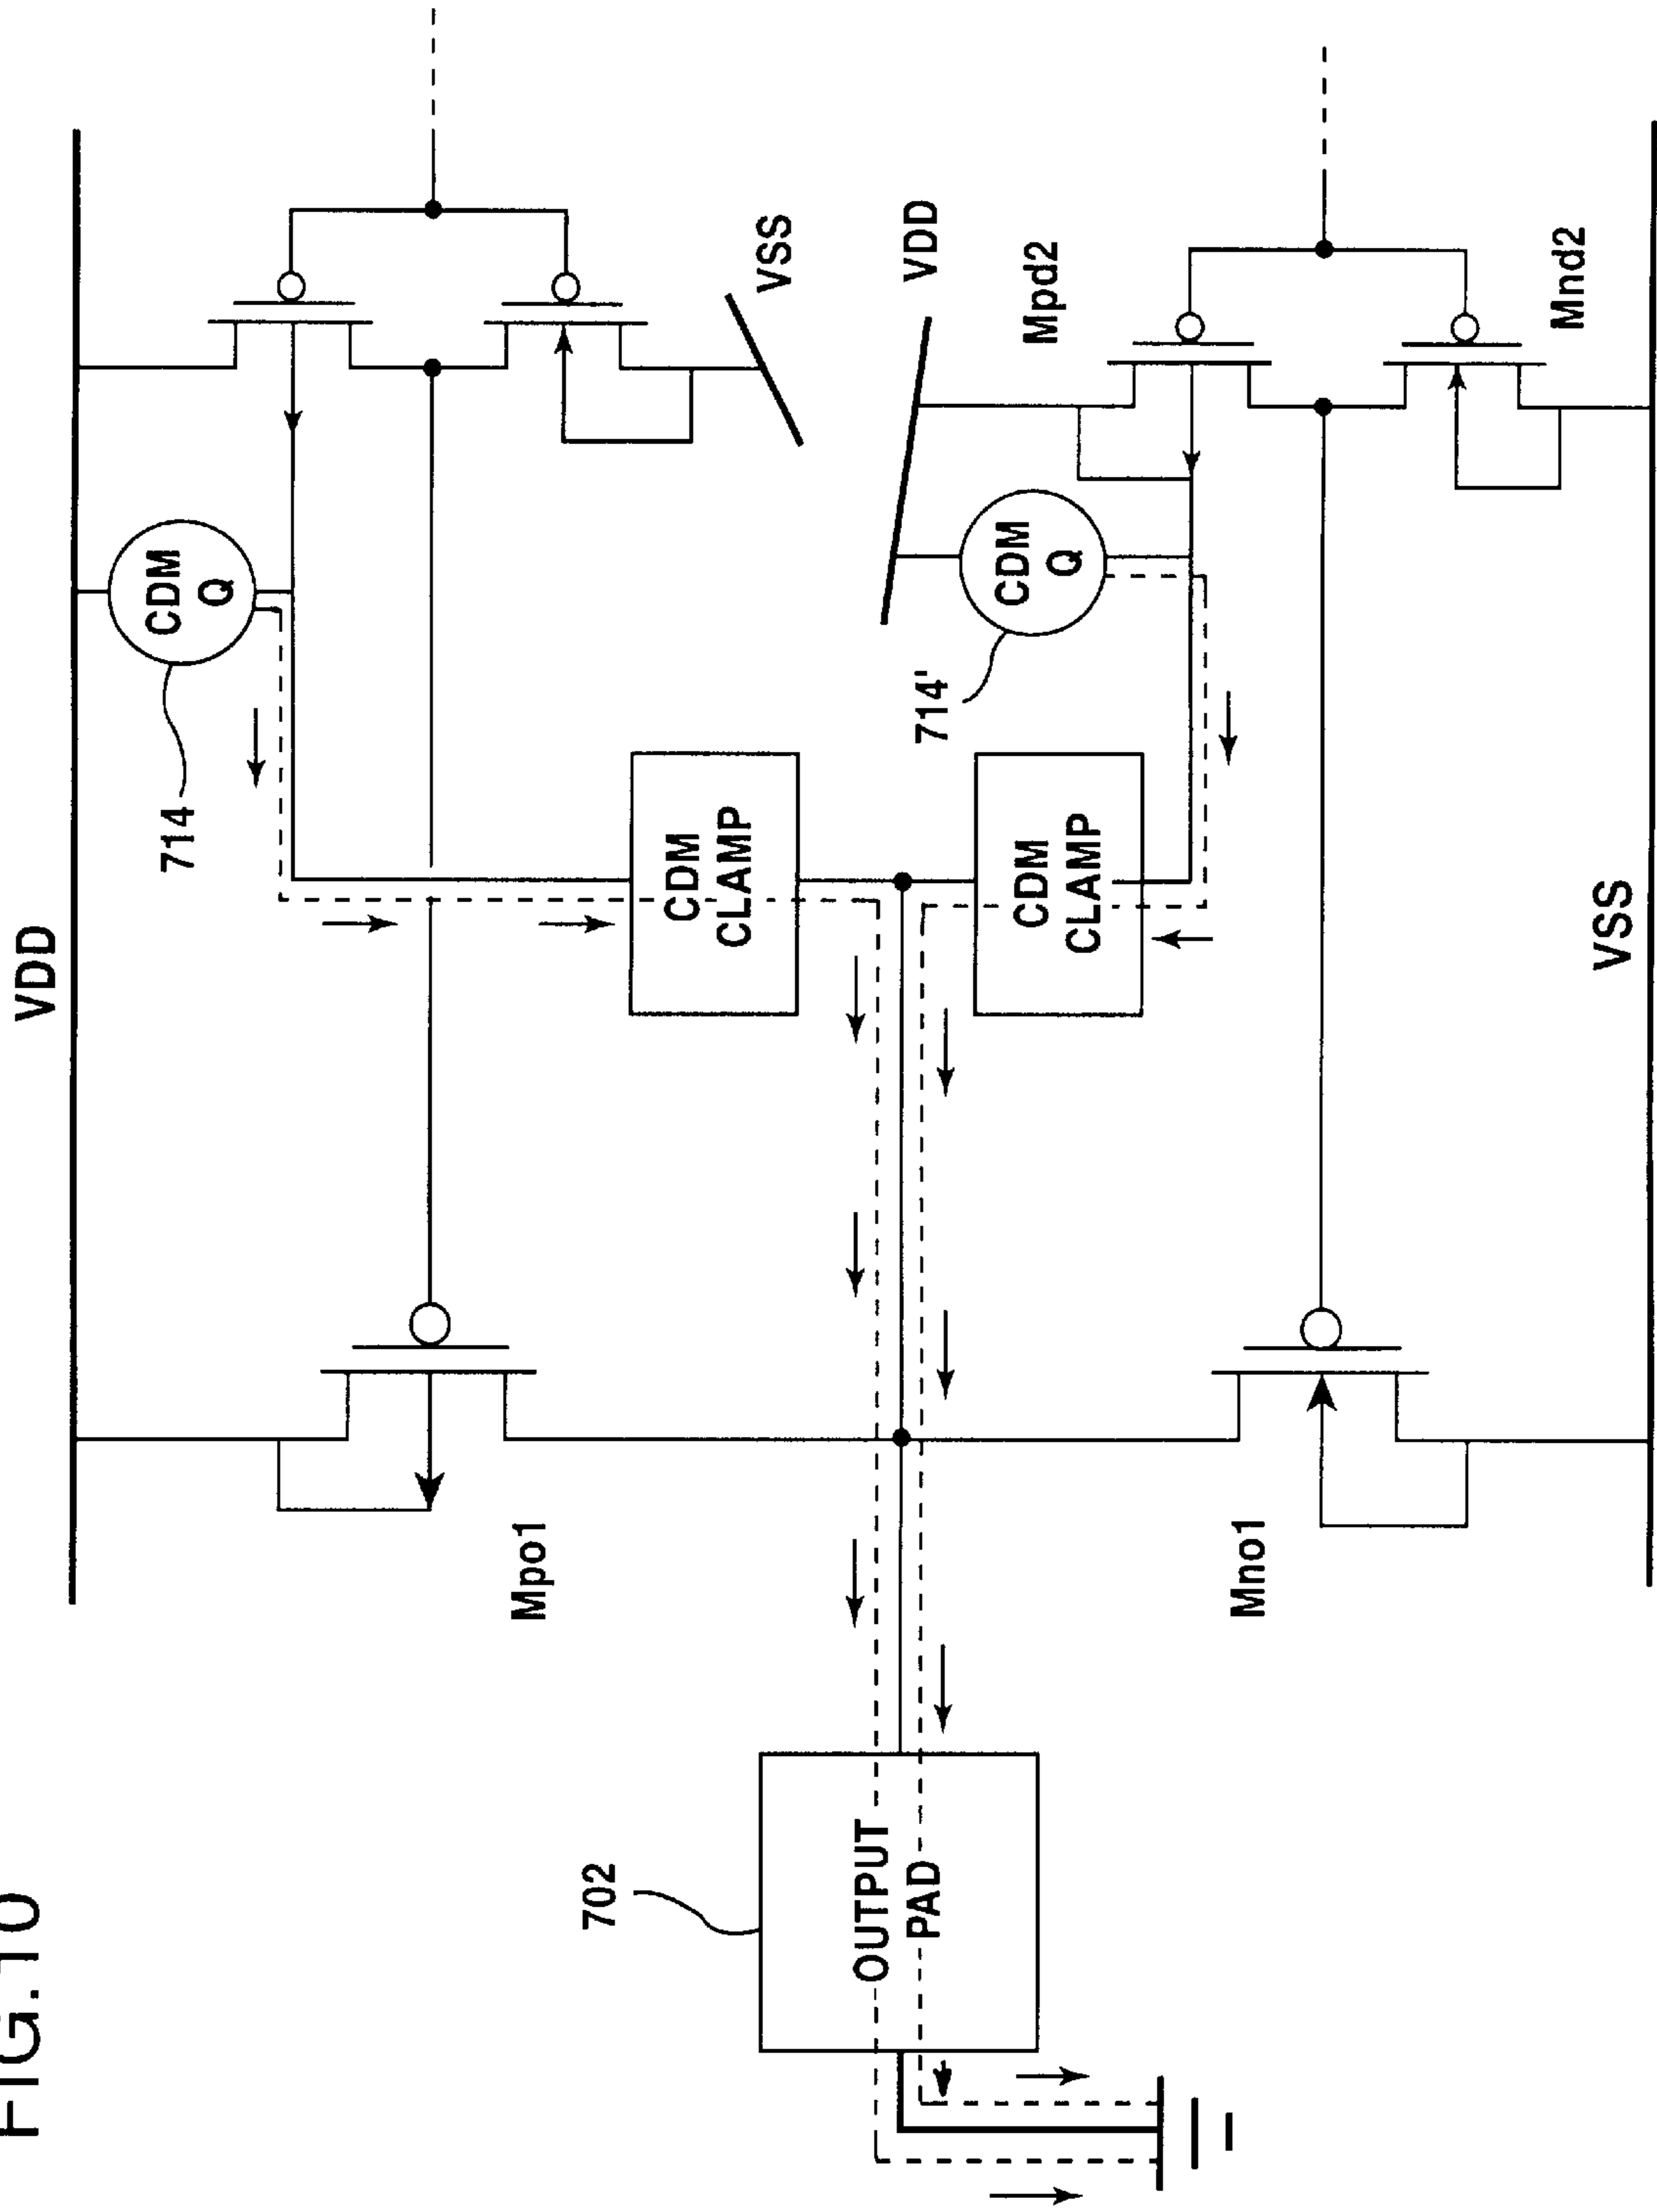 FIG.10
VDD
714
CDM
Q
VSS
CDM
CLAMP
VDD
714'
CDM
Q
Mpd2
CDM
CLAMP
Mnd2
Mpo1
702
OUTPUT
PAD
Mno1
VSS